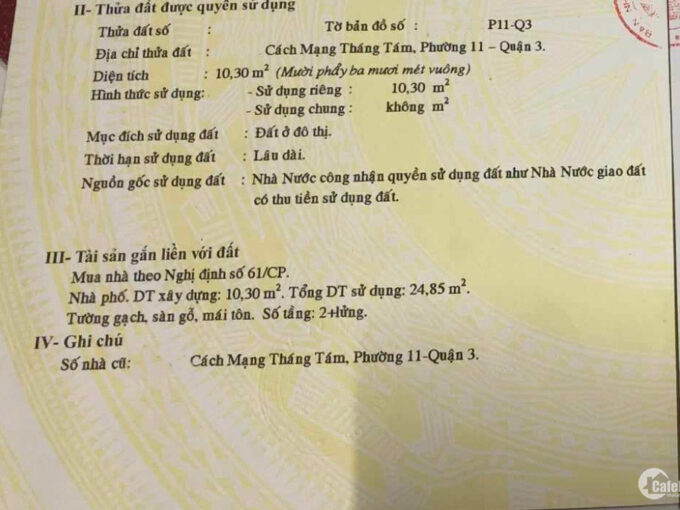 II- Thửa đất được quyền sử dụng
Thửa đất số : Tờ bản đồ số : P11-Q3
Địa chỉ thửa đất : Cách Mạng Tháng Tám, Phường 11 – Quận 3.
Diện tích : 10,30 m² (Mười phẩy ba mươi mét vuông)
Hình thức sử dụng: - Sử dụng riêng : 10,30 m²
- Sử dụng chung : không m²
Mục đích sử dụng đất : Đất ở đô thị.
Thời hạn sử dụng đất : Lâu dài.
Nguồn gốc sử dụng đất : Nhà Nước công nhận quyền sử dụng đất như Nhà Nước giao đất
có thu tiền sử dụng đất.
III- Tài sản gắn liền với đất
Mua nhà theo Nghị định số 61/CP.
Nhà phố. DT xây dựng: 10,30 m². Tổng DT sử dụng: 24,85 m².
Tường gạch, sàn gỗ, mái tôn. Số tầng: 2+lửng.
IV- Ghi chú
Số nhà cũ: Cách Mạng Tháng Tám, Phường 11-Quận 3.